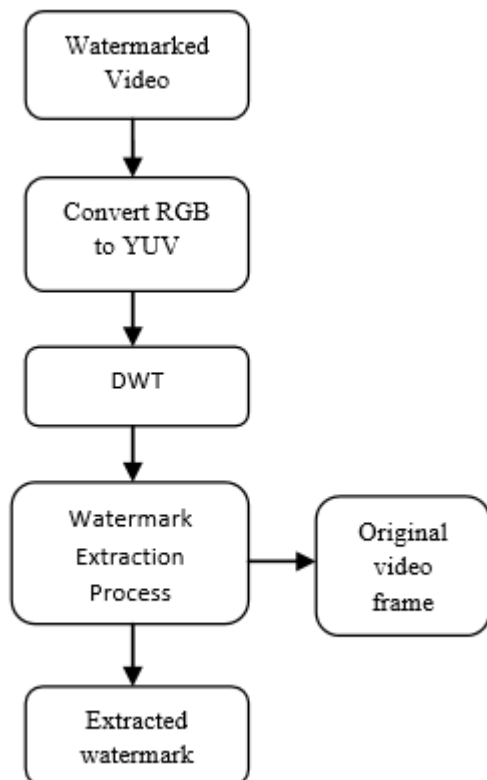 Watermarked
Video
Convert RGB
to YUV
DWT
Watermark
Extraction
Process
Original
video
frame
Extracted
watermark